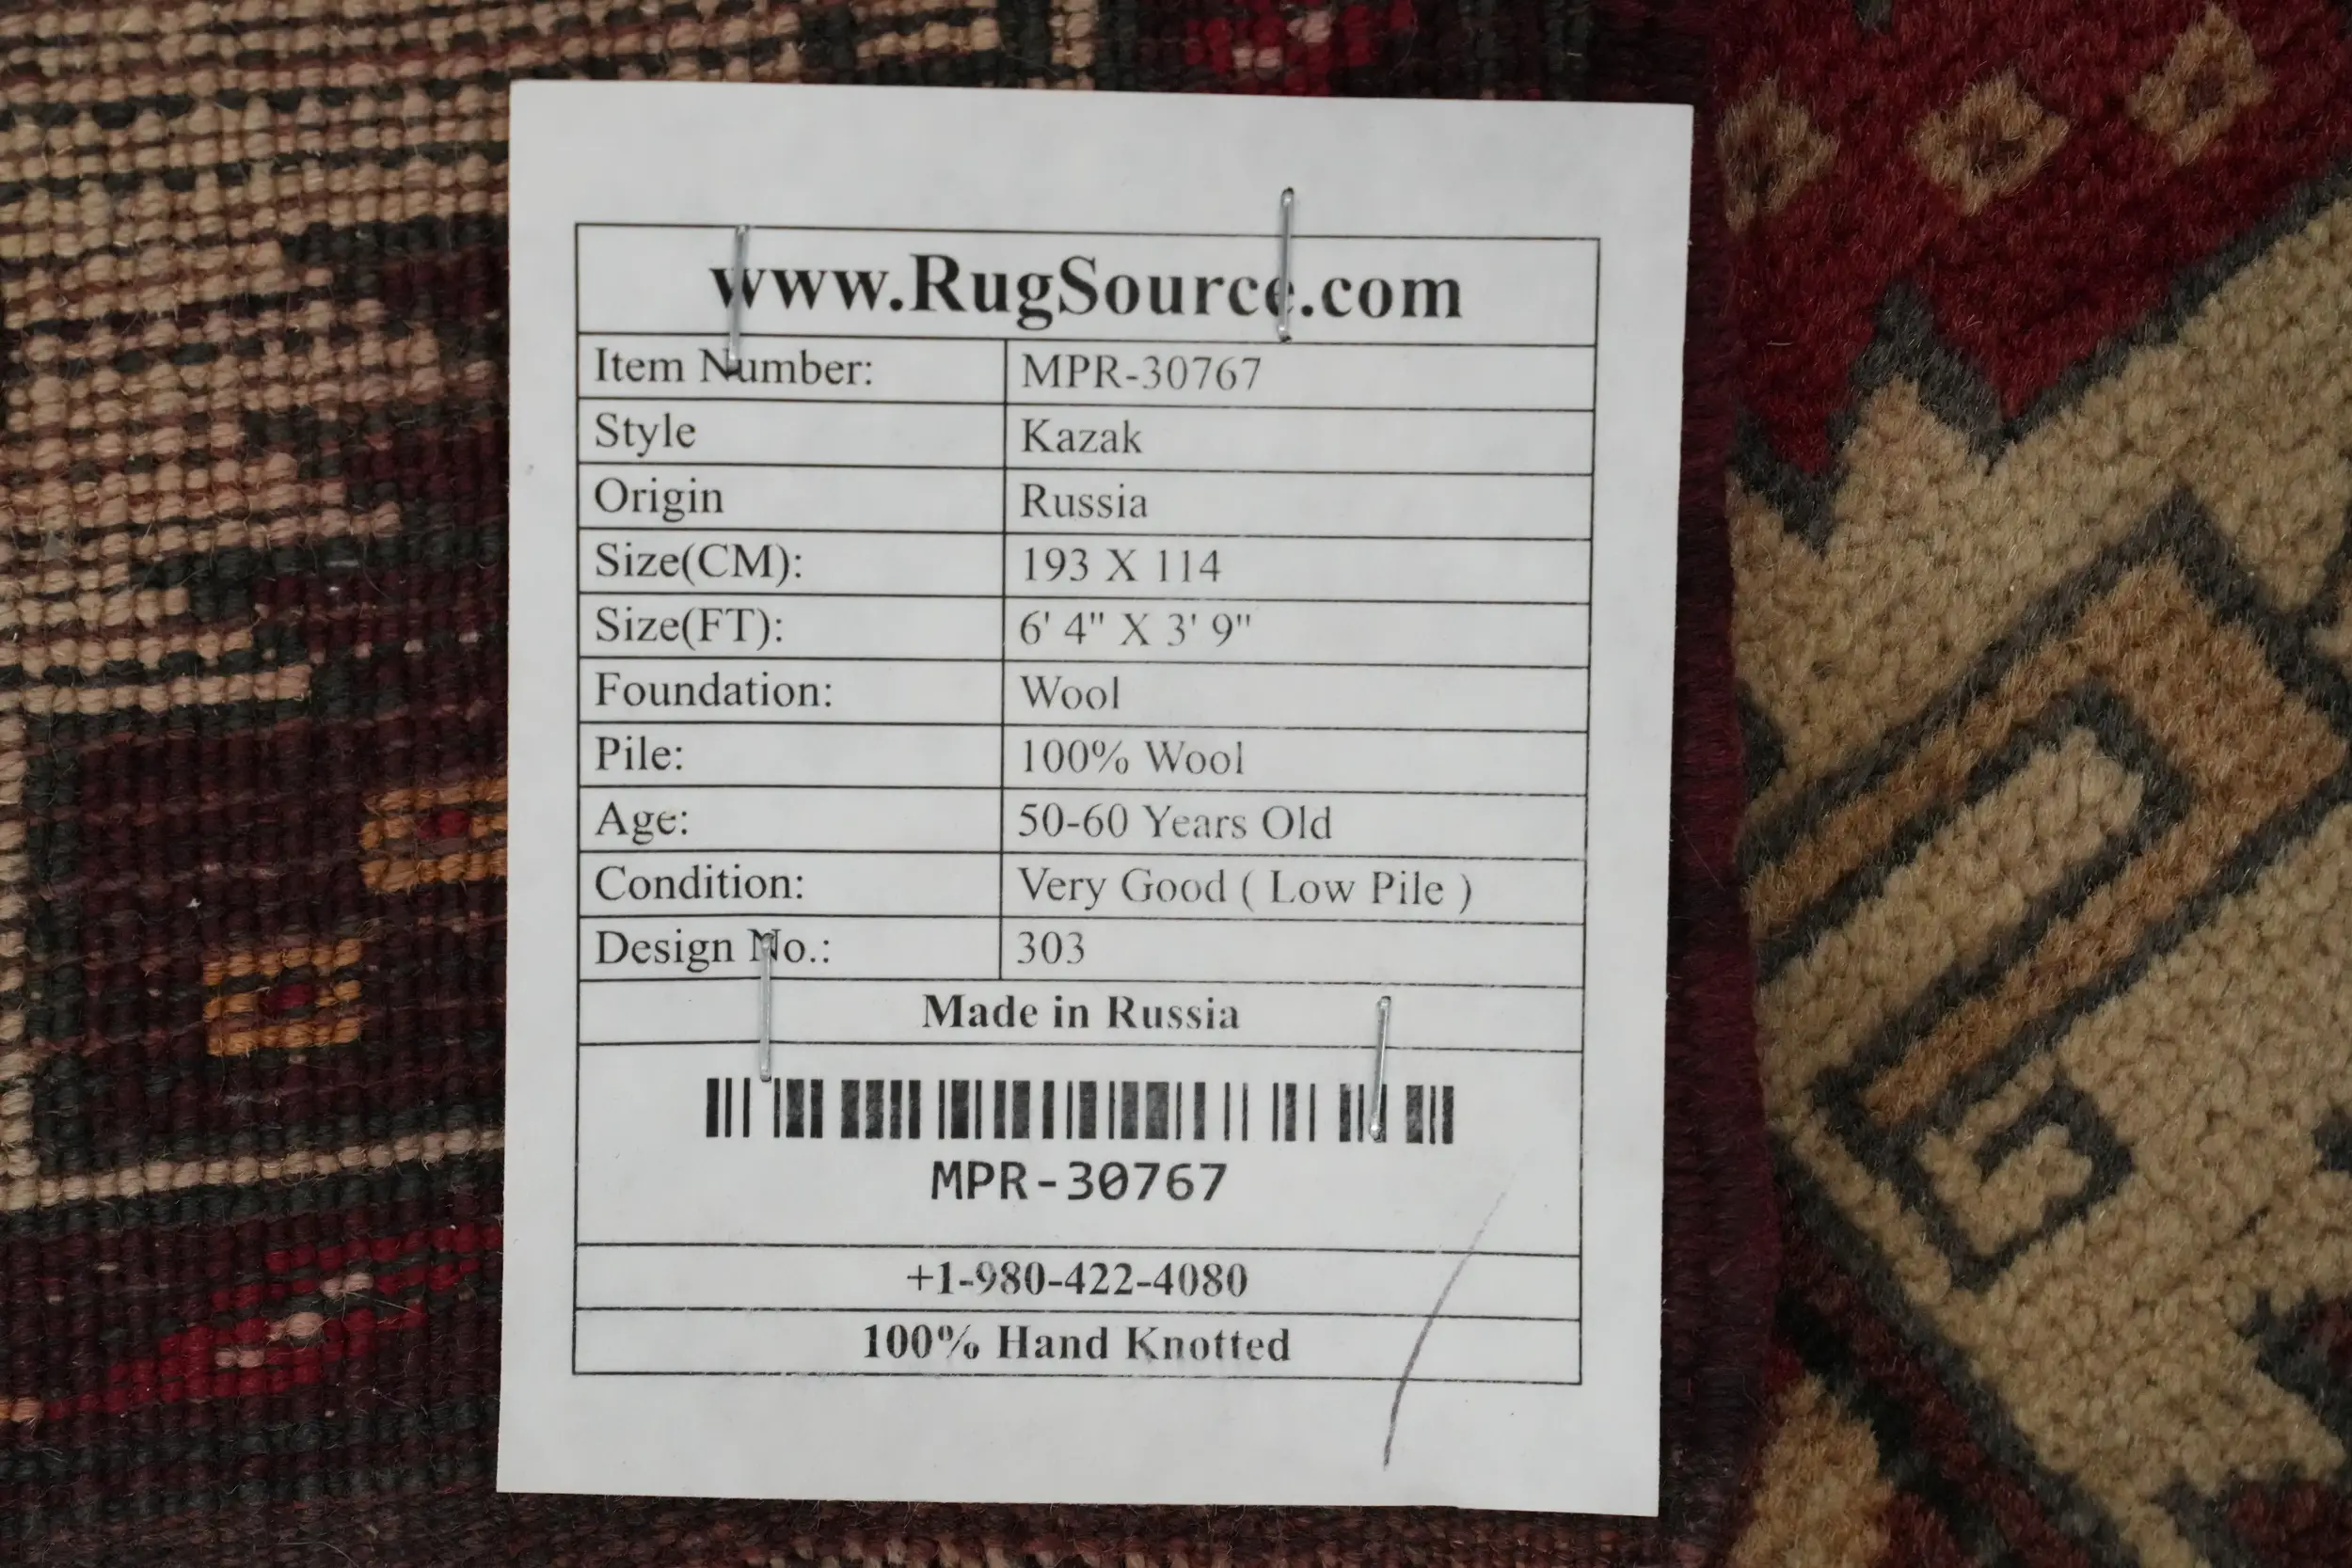 www.RugSource.com
Item Number: MPR-30767
Style Kazak
Origin Russia
Size(CM): 193 X 114
Size(FT): 6' 4" X 3' 9"
Foundation: Wool
Pile: 100% Wool
Age: 50-60 Years Old
Condition: Very Good ( Low Pile )
Design No.: 303
Made in Russia
MPR-30767
+1-980-422-4080
100% Hand Knotted